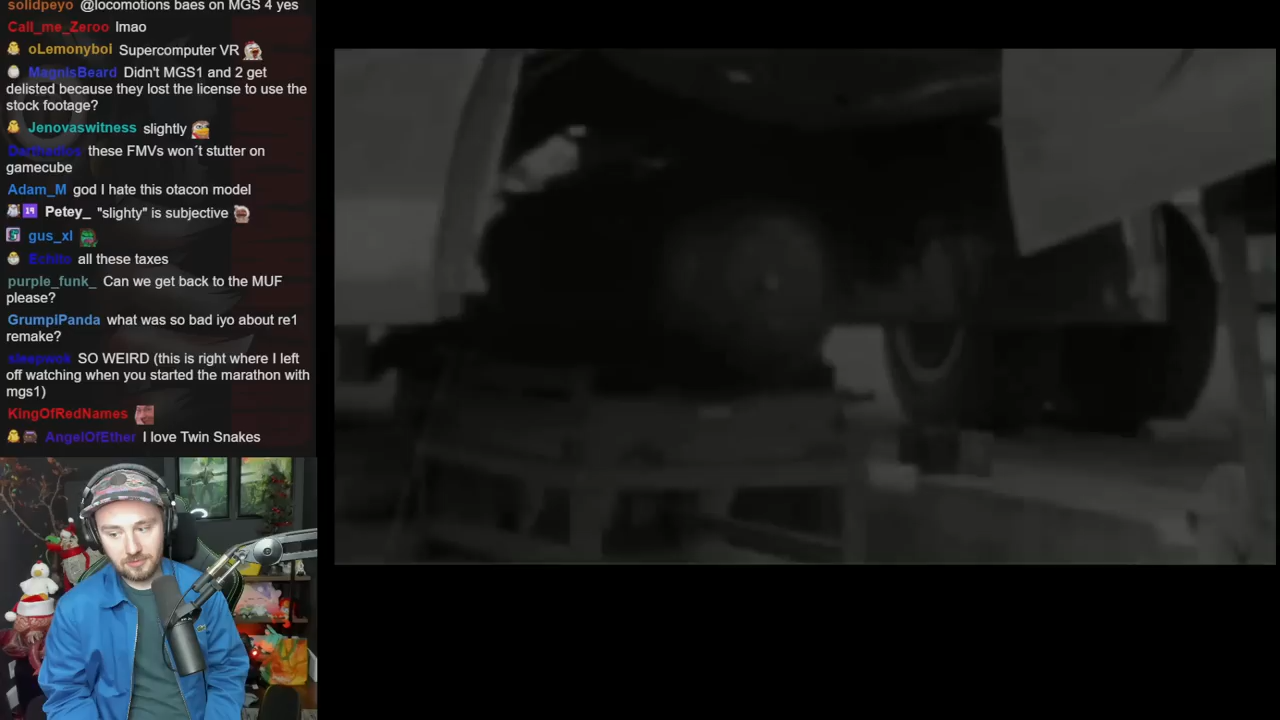 solidpeyo @locomotions baes on MGS 4 yes
Call_me_Zeroo lmao
oLemonyboi Supercomputer VR
MagnisBeard Didn't MGS1 and 2 get
delisted because they lost the license to use the
stock footage?
Jenovaswitness slightly
these FMVs won´t stutter on
gamecube
Adam_M god I hate this otacon model
19 Petey_ "slighty" is subjective
gus_xl
Echite all these taxes
purple_funk_ Can we get back to the MUF
please?
GrumplPanda what was so bad iyo about re1
remake?
sleepwok SO WEIRD (this is right where I left
off watching when you started the marathon with
mgs1)
KingOfRedNames
AngelOfEther I love Twin Snakes